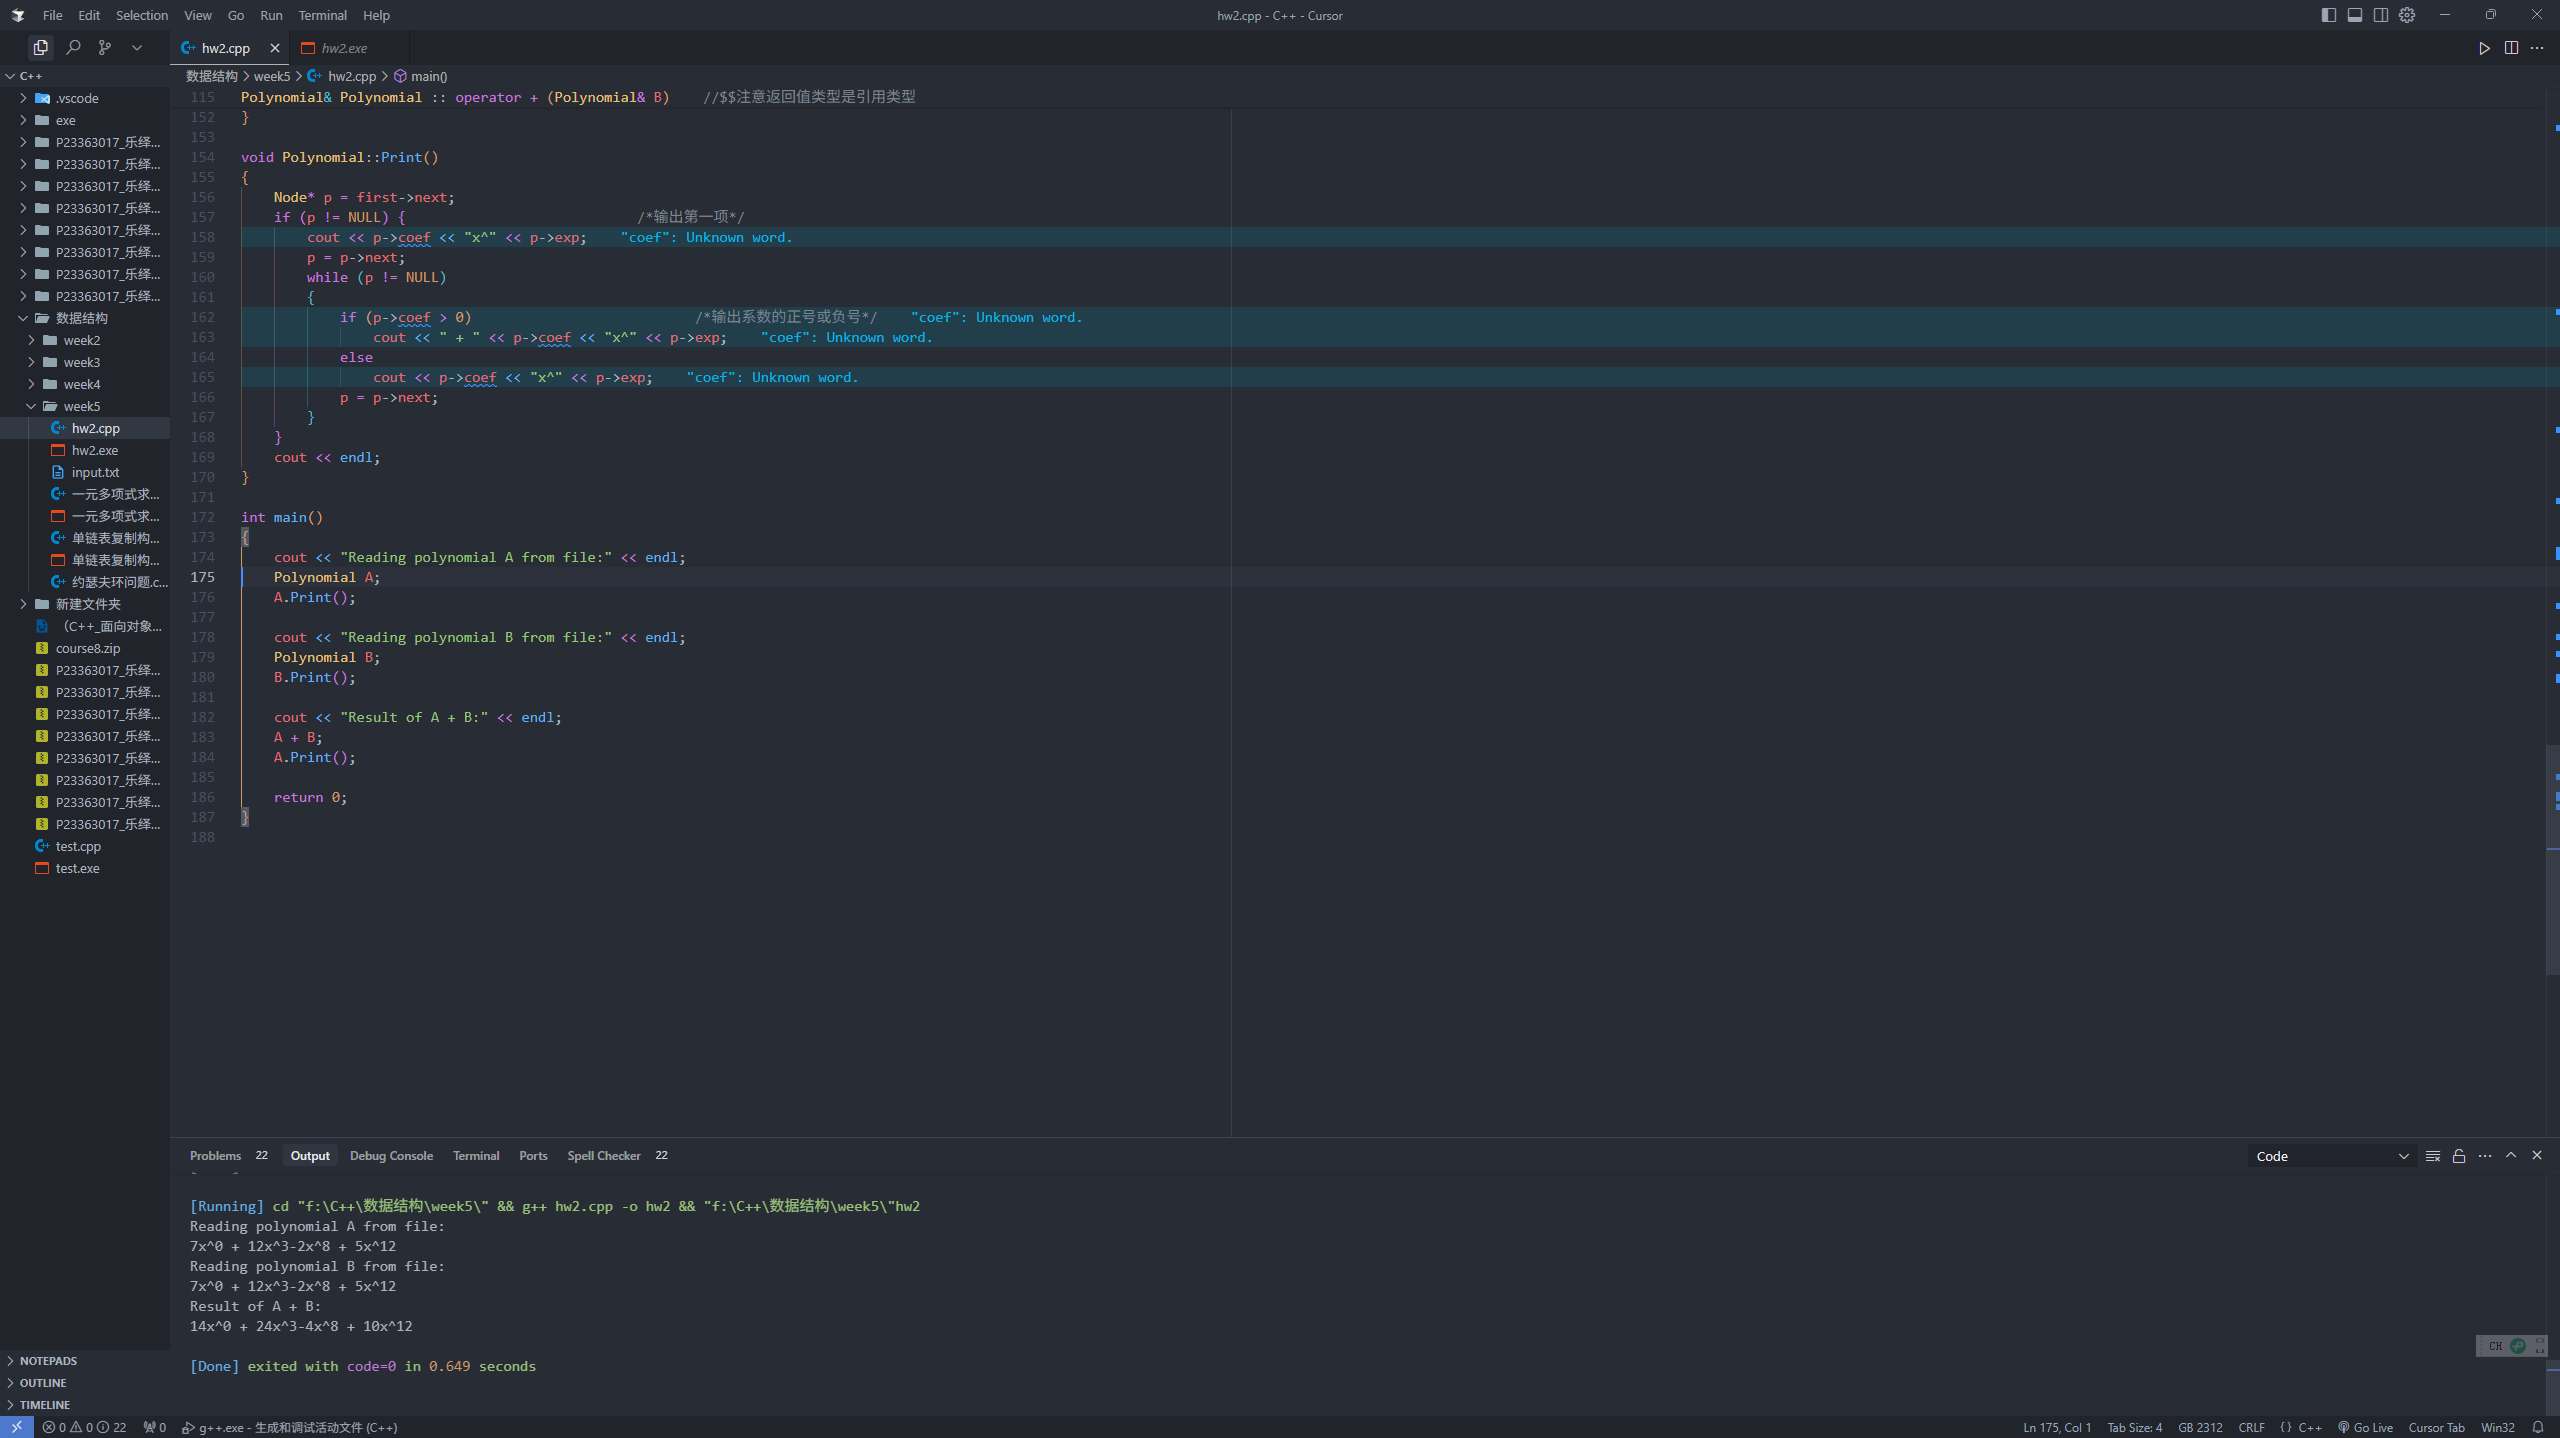 File Edit Selection View Go Run Terminal Help
hw2.cpp - C++ - Cursor
hw2.cpp
hw2.exe
C++
.vscode
exe
P23363017_乐绎...
P23363017_乐绎...
P23363017_乐绎...
P23363017_乐绎...
P23363017_乐绎...
P23363017_乐绎...
P23363017_乐绎...
P23363017_乐绎...
数据结构
week2
week3
week4
week5
hw2.cpp
hw2.exe
input.txt
一元多项式求...
一元多项式求...
单链表复制构...
单链表复制构...
约瑟夫环问题.c...
新建文件夹
（C++_面向对象...
course8.zip
P23363017_乐绎...
P23363017_乐绎...
P23363017_乐绎...
P23363017_乐绎...
P23363017_乐绎...
P23363017_乐绎...
P23363017_乐绎...
P23363017_乐绎...
test.cpp
test.exe
NOTEPADS
OUTLINE
TIMELINE
数据结构 > week5 > hw2.cpp > main()
115 Polynomial& Polynomial :: operator + (Polynomial& B) //$$注意返回值类型是引用类型
152 }
153
154 void Polynomial::Print()
155 {
156 Node* p = first->next;
157 if (p != NULL) { /*输出第一项*/
158 cout << p->coef << "x^" << p->exp; "coef": Unknown word.
159 p = p->next;
160 while (p != NULL)
161 {
162 if (p->coef > 0) /*输出系数的正号或负号*/ "coef": Unknown word.
163 cout << " + " << p->coef << "x^" << p->exp; "coef": Unknown word.
164 else
165 cout << p->coef << "x^" << p->exp; "coef": Unknown word.
166 p = p->next;
167 }
168 }
169 cout << endl;
170 }
171
172 int main()
173 {
174 cout << "Reading polynomial A from file:" << endl;
175 Polynomial A;
176 A.Print();
177
178 cout << "Reading polynomial B from file:" << endl;
179 Polynomial B;
180 B.Print();
181
182 cout << "Result of A + B:" << endl;
183 A + B;
184 A.Print();
185
186 return 0;
187 }
188
Problems 22 Output Debug Console Terminal Ports Spell Checker 22
Code
[Running] cd "f:\C++\数据结构\week5\" && g++ hw2.cpp -o hw2 && "f:\C++\数据结构\week5\"hw2
Reading polynomial A from file:
7x^0 + 12x^3-2x^8 + 5x^12
Reading polynomial B from file:
7x^0 + 12x^3-2x^8 + 5x^12
Result of A + B:
14x^0 + 24x^3-4x^8 + 10x^12
[Done] exited with code=0 in 0.649 seconds
CH
0 0 22 0 g++.exe - 生成和调试活动文件 (C++)
Ln 175, Col 1 Tab Size: 4 GB 2312 CRLF {} C++ Go Live Cursor Tab Win32